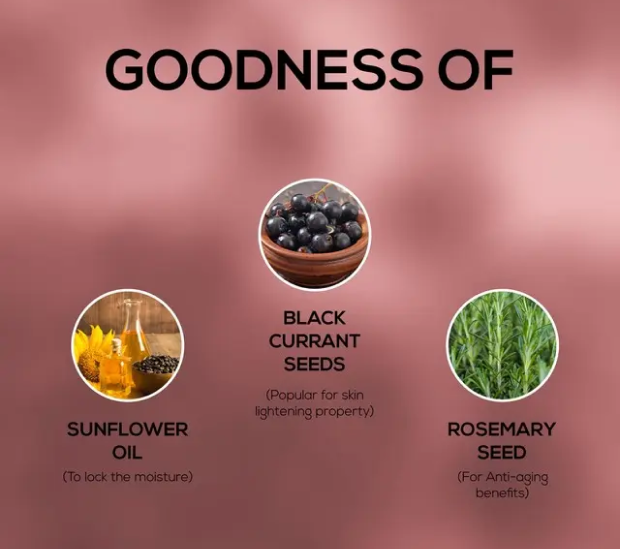 GOODNESS OF
BLACK
CURRANT
SEEDS
(Popular for skin
lightening property)
SUNFLOWER
OIL
(To lock the moisture)
ROSEMARY
SEED
(For Anti-aging
benefits)